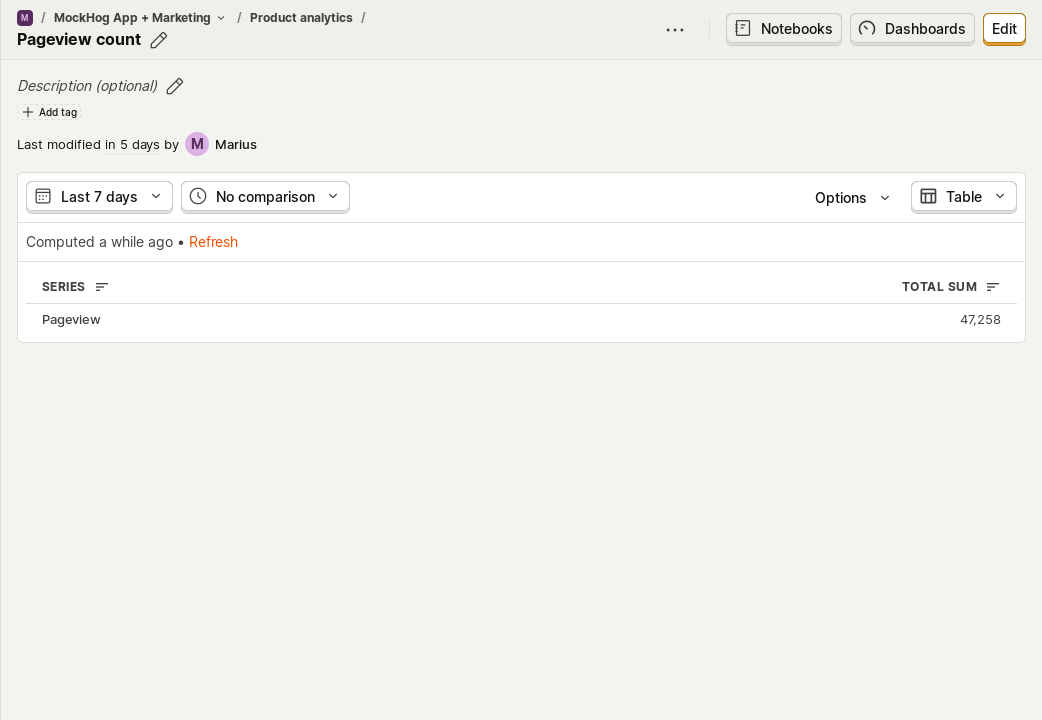 M / MockHog App + Marketing / Product analytics /
Pageview count
Notebooks Dashboards Edit
Description (optional)
Add tag
Last modified in 5 days by M Marius
Last 7 days No comparison Options Table
Computed a while ago • Refresh
SERIES TOTAL SUM
Pageview 47,258